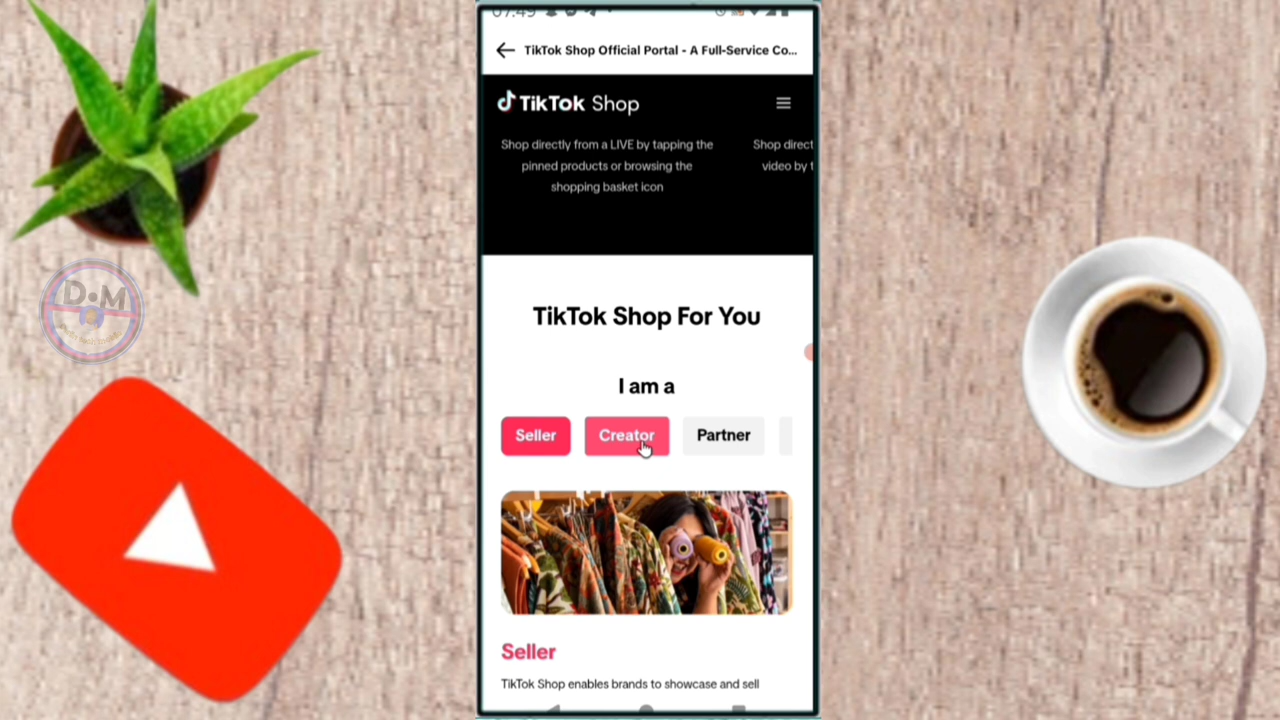 07:49
TikTok Shop Official Portal - A Full-Service Co...
TikTok Shop
Shop directly from a LIVE by tapping the
pinned products or browsing the
shopping basket icon
Shop direct
video by t
TikTok Shop For You
I am a
Seller
Creator
Partner
Seller
TikTok Shop enables brands to showcase and sell
D•M